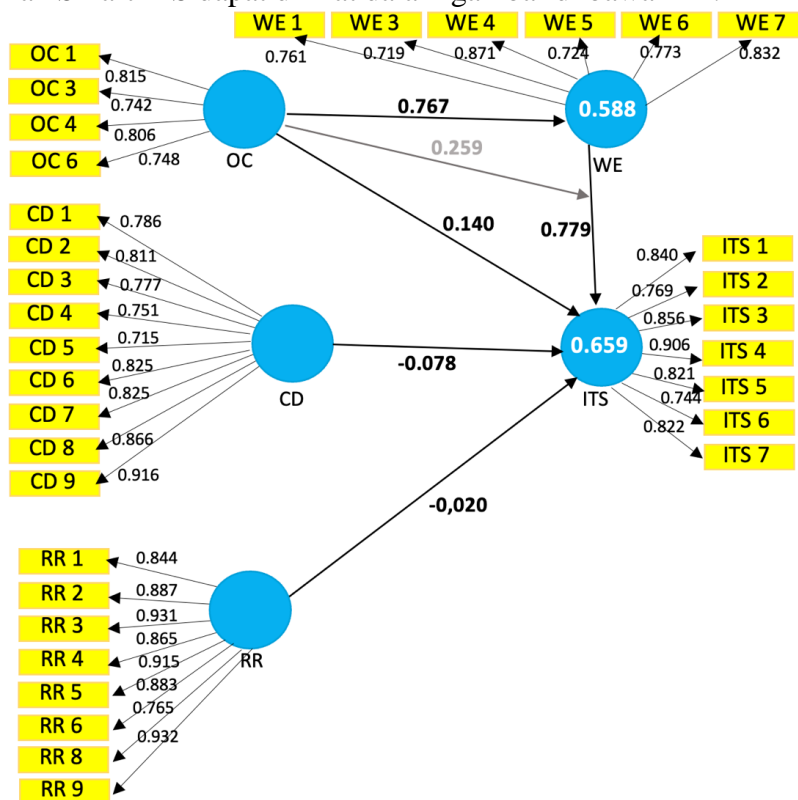 WE 1 WE 3 WE 4 WE 5 WE 6 WE 7
0.761 0.719 0.871 0.724 0.773 0.832
OC 1
OC 3
OC 4
OC 6
0.815
0.742
0.806
0.748
OC
0.767
0.588
WE
0.259
0.140
0.779
CD 1
CD 2
CD 3
CD 4
CD 5
CD 6
CD 7
CD 8
CD 9
0.786
0.811
0.777
0.751
0.715
0.825
0.825
0.866
0.916
CD
-0.078
0.659
ITS
0.840
0.769
0.856
0.906
0.821
0.744
0.822
ITS 1
ITS 2
ITS 3
ITS 4
ITS 5
ITS 6
ITS 7
-0,020
RR 1
RR 2
RR 3
RR 4
RR 5
RR 6
RR 8
RR 9
0.844
0.887
0.931
0.865
0.915
0.883
0.765
0.932
RR